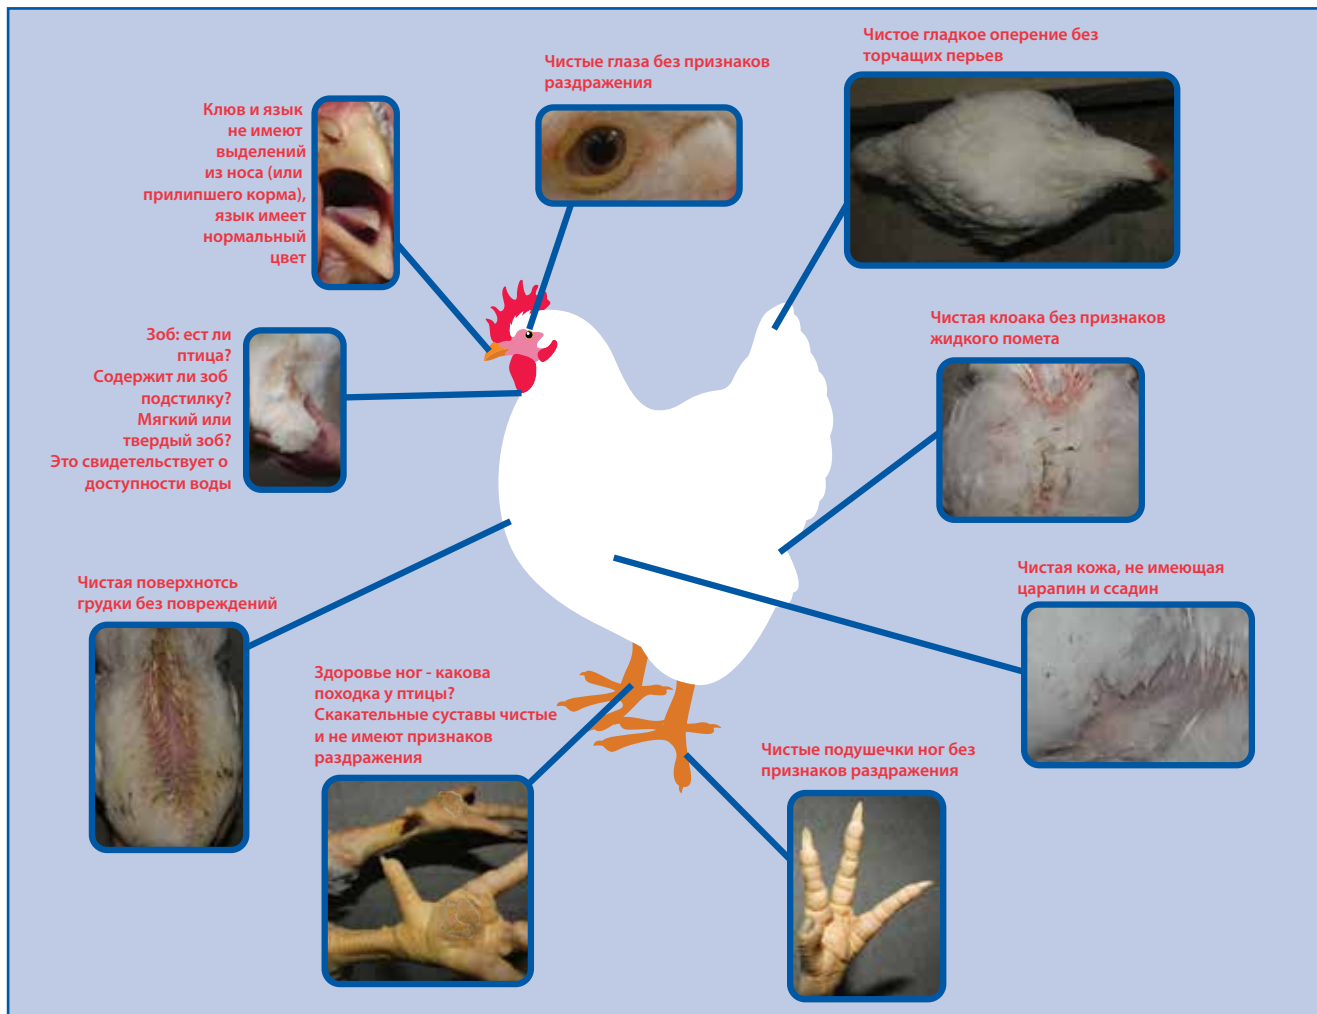 Чистое гладкое оперение без
торчащих перьев
Чистые глаза без признаков
раздражения
Клюв и язык
не имеют
выделений
из носа (или
прилипшего корма),
язык имеет
нормальный
цвет
Чистая клоака без признаков
жидкого помета
Зоб: ест ли
птица?
Содержит ли зоб
подстилку?
Мягкий или
твердый зоб?
Это свидетельствует о
доступности воды
Чистая кожа, не имеющая
царапин и ссадин
Чистая поверхнотсь
грудки без повреждений
Здоровье ног - какова
походка у птицы?
Скакательные суставы чистые
и не имеют признаков
раздражения
Чистые подушечки ног без
признаков раздражения